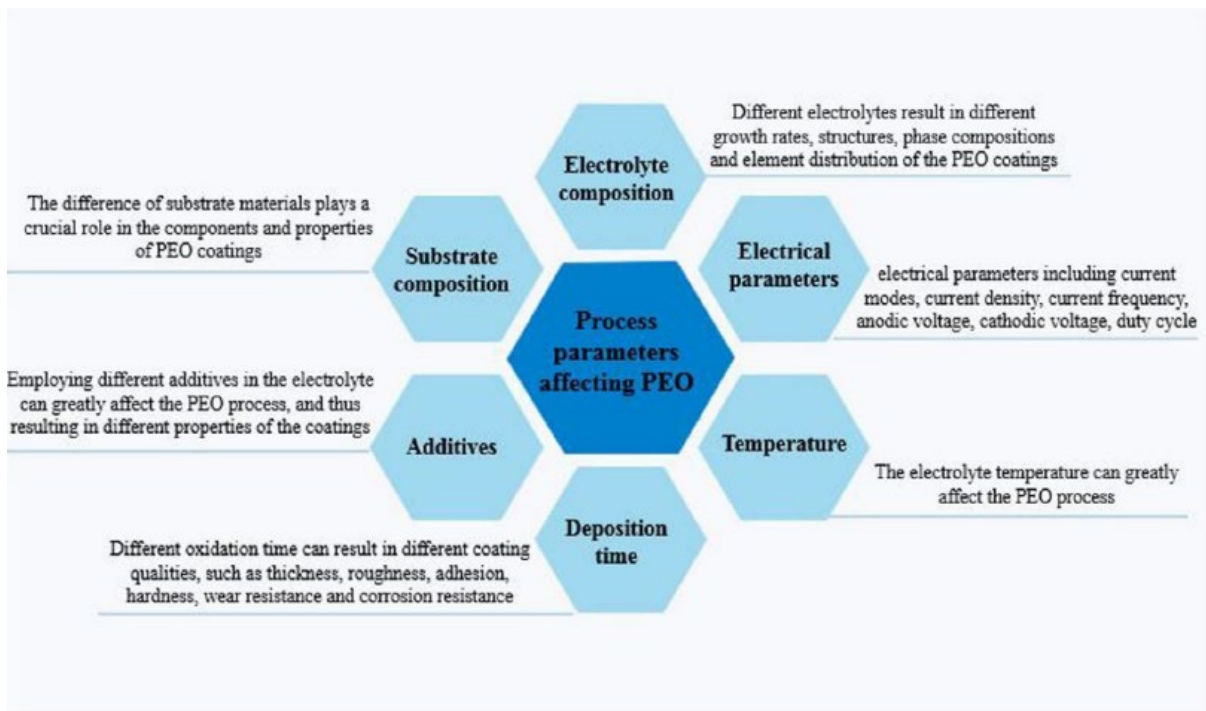 Different electrolytes result in different
growth rates, structures, phase compositions
and element distribution of the PEO coatings
Electrolyte
composition
The difference of substrate materials plays a
crucial role in the components and properties
of PEO coatings
Substrate
composition
Electrical
parameters
electrical parameters including current
modes, current density, current frequency,
anodic voltage, cathodic voltage, duty cycle
Process
parameters
affecting PEO
Employing different additives in the electrolyte
can greatly affect the PEO process, and thus
resulting in different properties of the coatings
Additives
Temperature
The electrolyte temperature can greatly
affect the PEO process
Deposition
time
Different oxidation time can result in different coating
qualities, such as thickness, roughness, adhesion,
hardness, wear resistance and corrosion resistance